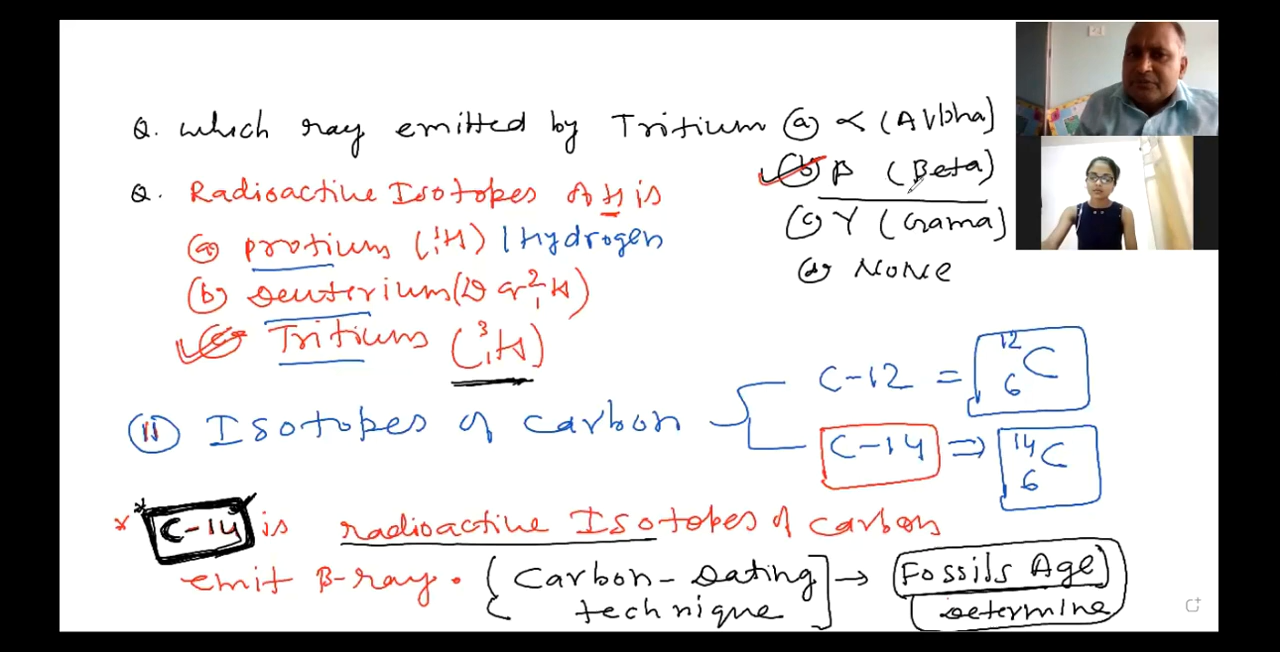 Q. which ray emitted by Tritium (a) ∝ (Alpha)
(b) β (Beta)
(c) γ (Gama)
(d) NONe
Q. Radioactive Isotopes of H is
(a) protium (¹₁H) | Hydrogen
(b) Deuterium (D or ²₁H)
(c) Tritium (³₁H)
(11) Isotopes of carbon
C-12 = ¹²₆C
C-14 ⇒ ¹⁴₆C
* C-14 is radioactive Isotopes of carbon
emit β-ray. { Carbon-Dating technique ] → Fossils Age Determine